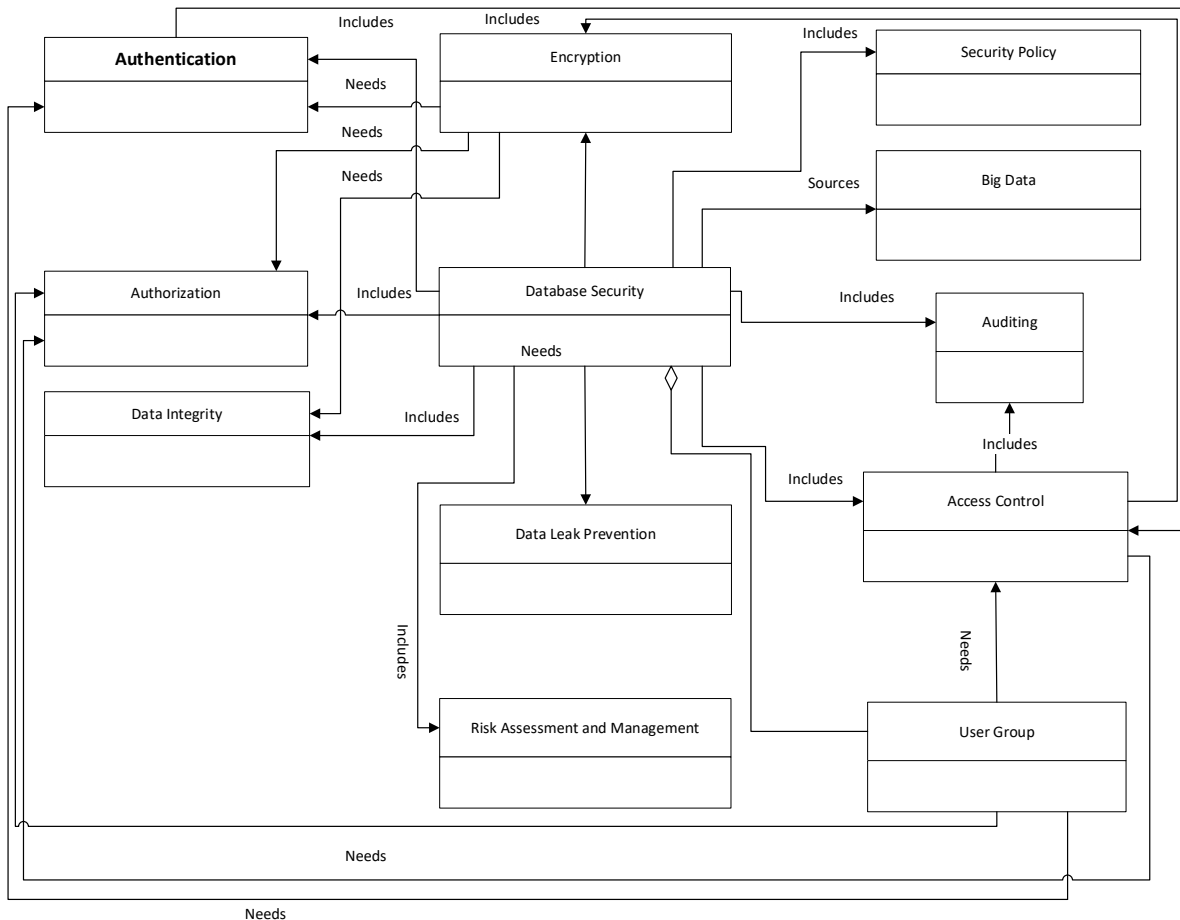 Includes
Includes
Includes
Authentication
Encryption
Security Policy
Needs
Needs
Needs
Sources
Big Data
Authorization
Includes
Database Security
Includes
Auditing
Needs
Data Integrity
Includes
Includes
Includes
Access Control
Data Leak Prevention
Includes
Needs
Risk Assessment and Management
User Group
Needs
Needs